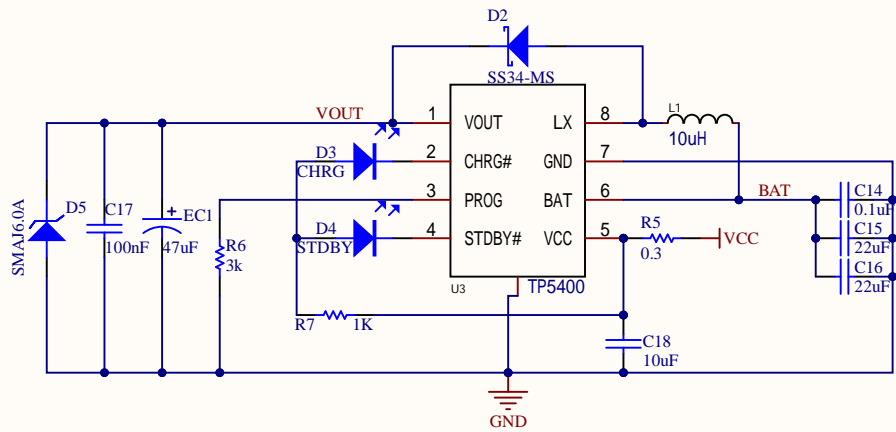 D2
SS34-MS
VOUT
1 VOUT LX 8
L1
10uH
D3
CHRG
2 CHRG# GND 7
3 PROG BAT 6
BAT
C14
0.1uF
SMAJ6.0A
D5
C17
100nF
EC1
47uF
R6
3k
D4
STDBY
4 STDBY# VCC 5
R5
0.3
VCC
C15
22uF
C16
22uF
U3
TP5400
R7 1K
C18
10uF
GND